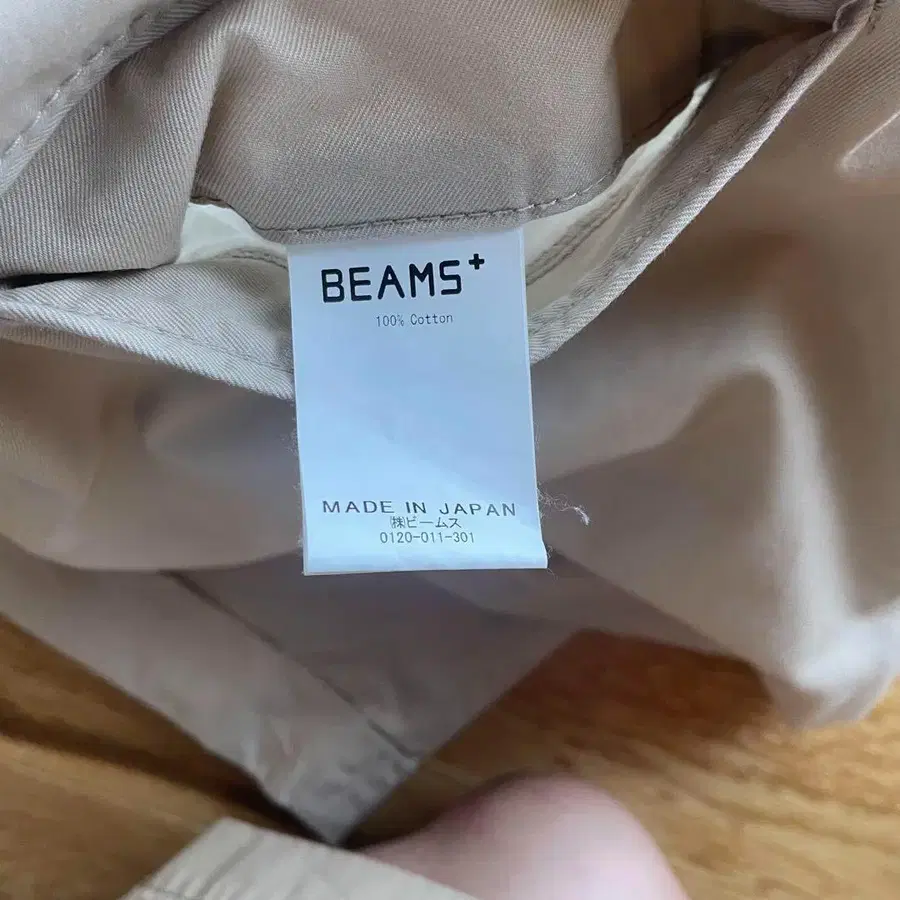 BEAMS+
100% Cotton
MADE IN JAPAN
㈱ビームス
0120-011-301